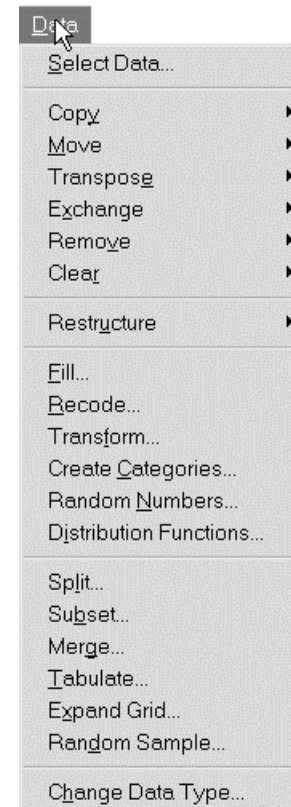 Data
Select Data...
Copy
Move
Transpose
Exchange
Remove
Clear
Restructure
Fill...
Recode...
Transform...
Create Categories...
Random Numbers...
Distribution Functions...
Split...
Subset...
Merge...
Tabulate...
Expand Grid...
Random Sample...
Change Data Type...